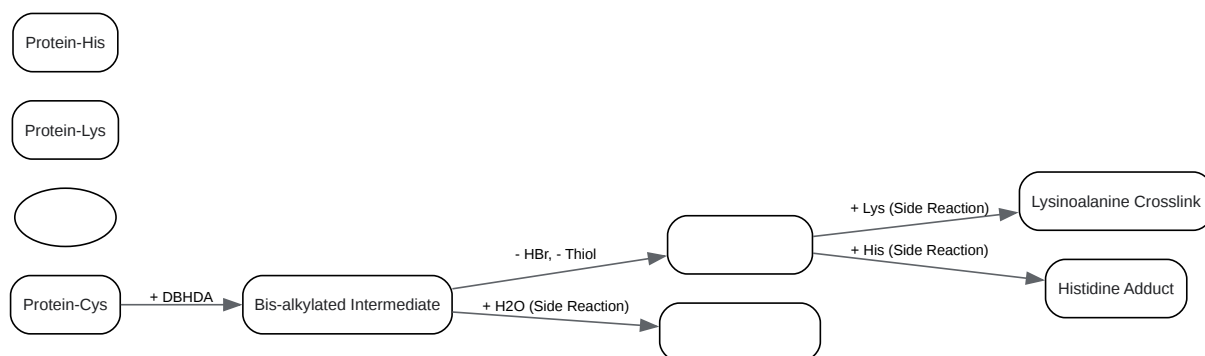 Protein-His
Protein-Lys
+ Lys (Side Reaction)
Lysinoalanine Crosslink
- HBr, - Thiol
+ His (Side Reaction)
Protein-Cys
+ DBHDA
Bis-alkylated Intermediate
+ H2O (Side Reaction)
Histidine Adduct